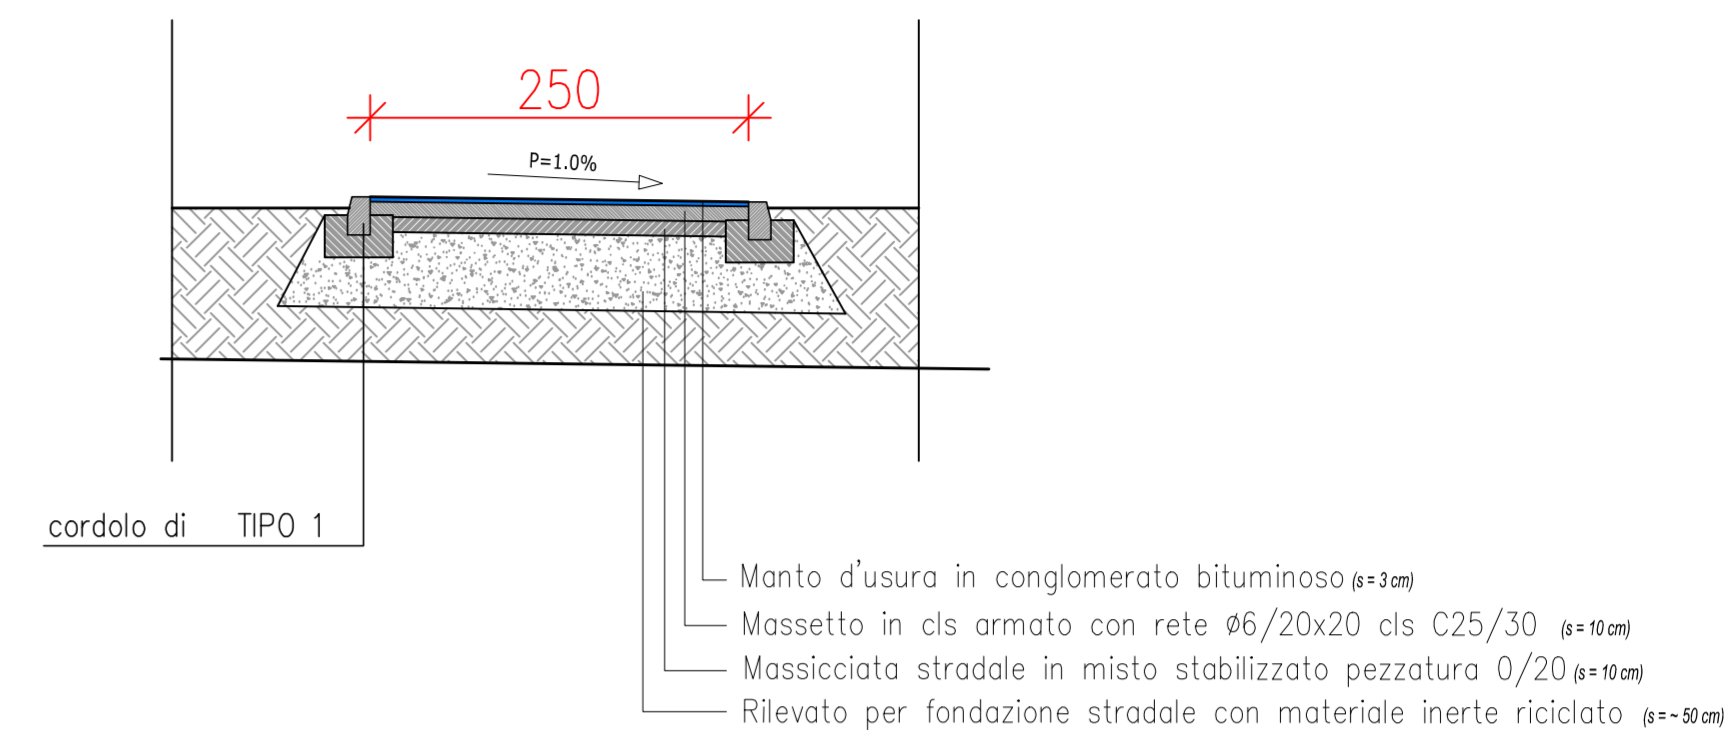 250
P=1.0%
cordolo di TIPO 1
Manto d'usura in conglomerato bituminoso (s = 3 cm)
Massetto in cls armato con rete Ø6/20x20 cls C25/30 (s = 10 cm)
Massicciata stradale in misto stabilizzato pezzatura 0/20 (s = 10 cm)
Rilevato per fondazione stradale con materiale inerte riciclato (s = ~ 50 cm)